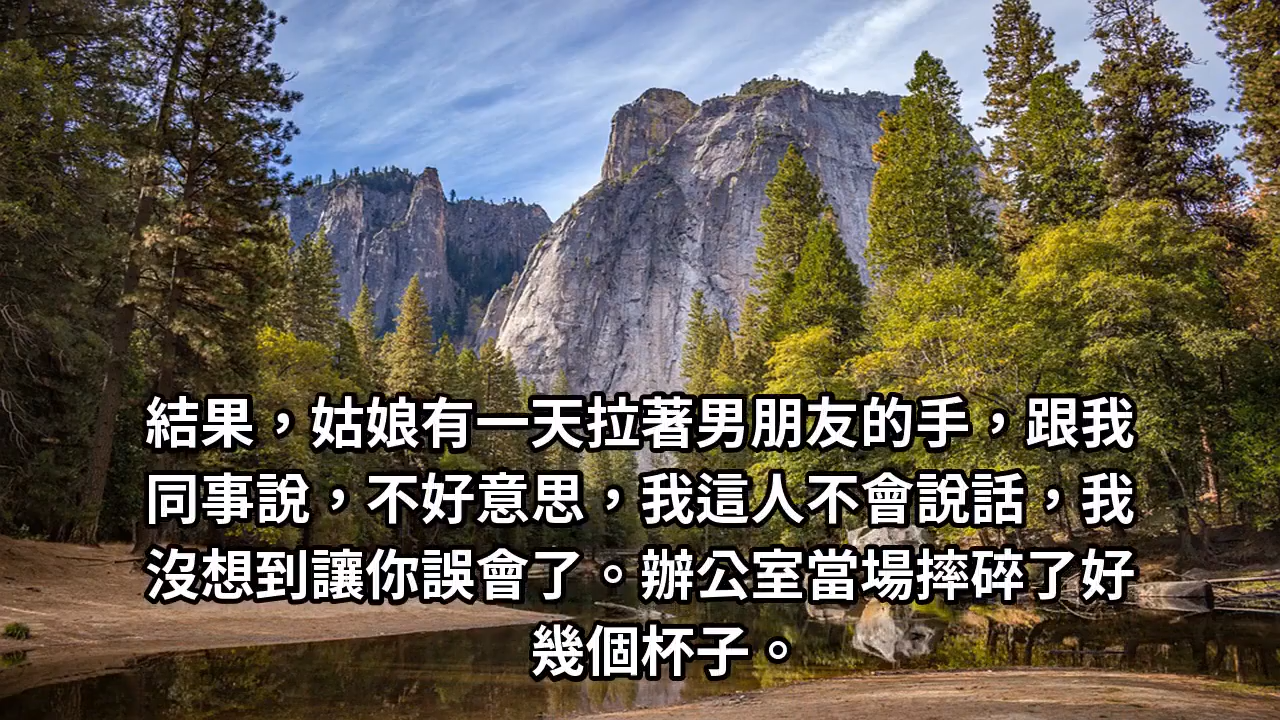 結果，姑娘有一天拉著男朋友的手，跟我
同事說，不好意思，我這人不會說話，我
沒想到讓你誤會了。辦公室當場摔碎了好
幾個杯子。